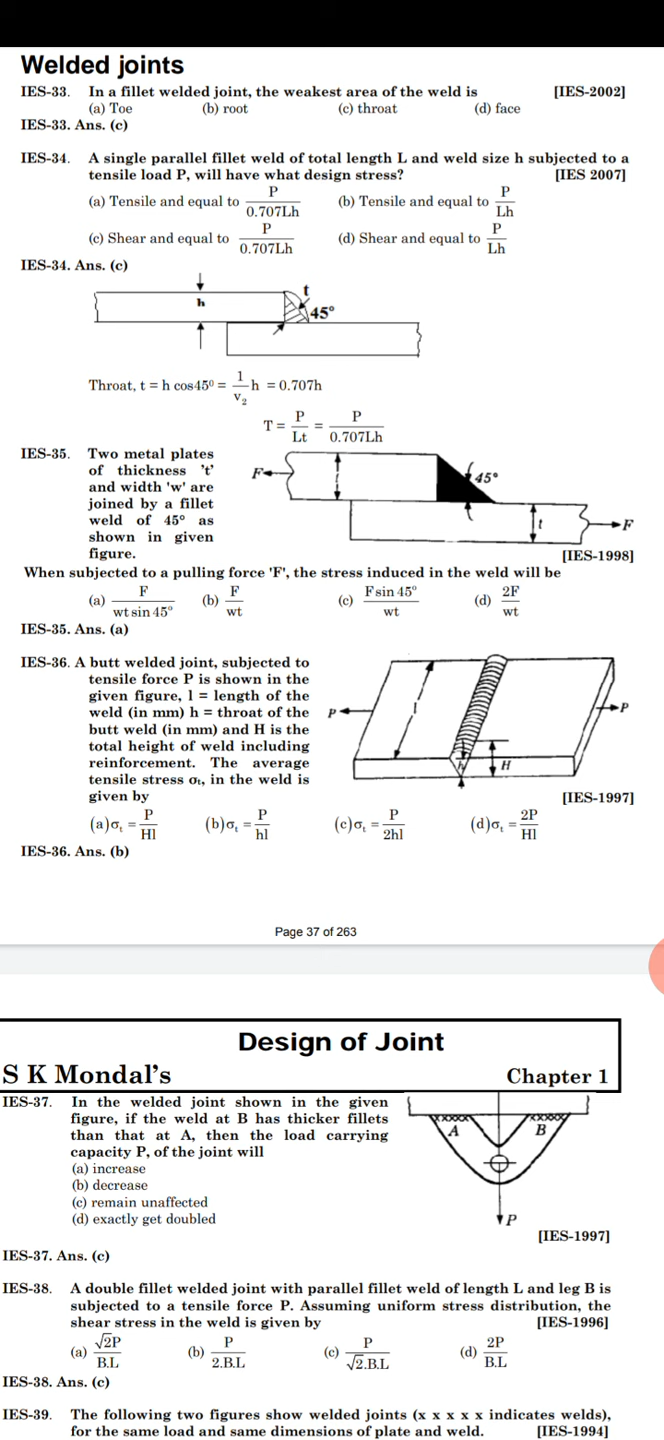 Welded joints
IES-33. In a fillet welded joint, the weakest area of the weld is [IES-2002]
(a) Toe (b) root (c) throat (d) face
IES-33. Ans. (c)
IES-34. A single parallel fillet weld of total length L and weld size h subjected to a
tensile load P, will have what design stress? [IES 2007]
(a) Tensile and equal to P/0.707Lh (b) Tensile and equal to P/Lh
(c) Shear and equal to P/0.707Lh (d) Shear and equal to P/Lh
IES-34. Ans. (c)
t
h
45°
Throat, t = h cos45⁰ = 1/v₂ h = 0.707h
T = P/Lt = P/0.707Lh
IES-35. Two metal plates
of thickness 't'
and width 'w' are
joined by a fillet
weld of 45° as
shown in given
figure. [IES-1998]
F
45°
t
F
When subjected to a pulling force 'F', the stress induced in the weld will be
(a) F/wt sin 45° (b) F/wt (c) F sin 45°/wt (d) 2F/wt
IES-35. Ans. (a)
IES-36. A butt welded joint, subjected to
tensile force P is shown in the
given figure, l = length of the
weld (in mm) h = throat of the
butt weld (in mm) and H is the
total height of weld including
reinforcement. The average
tensile stress σt, in the weld is
given by [IES-1997]
P
l
P
h
H
(a)σt = P/Hl (b)σt = P/hl (c)σt = P/2hl (d)σt = 2P/Hl
IES-36. Ans. (b)
Page 37 of 263
Design of Joint
S K Mondal's Chapter 1
IES-37. In the welded joint shown in the given
figure, if the weld at B has thicker fillets
than that at A, then the load carrying
capacity P, of the joint will
(a) increase
(b) decrease
(c) remain unaffected
(d) exactly get doubled
A
B
P
[IES-1997]
IES-37. Ans. (c)
IES-38. A double fillet welded joint with parallel fillet weld of length L and leg B is
subjected to a tensile force P. Assuming uniform stress distribution, the
shear stress in the weld is given by [IES-1996]
(a) √2P/B.L (b) P/2.B.L (c) P/√2.B.L (d) 2P/B.L
IES-38. Ans. (c)
IES-39. The following two figures show welded joints (x x x x x indicates welds),
for the same load and same dimensions of plate and weld. [IES-1994]